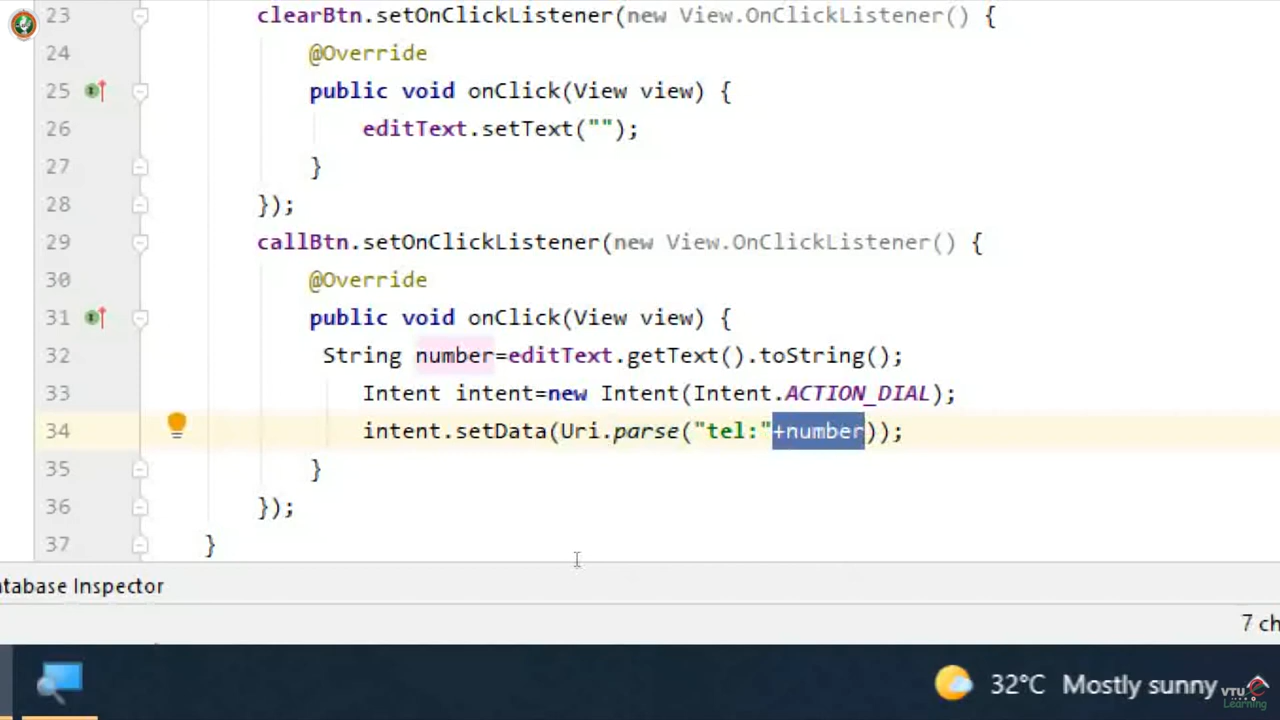 23 clearBtn.setOnClickListener(new View.OnClickListener() {
24 @Override
25 public void onClick(View view) {
26 editText.setText("");
27 }
28 });
29 callBtn.setOnClickListener(new View.OnClickListener() {
30 @Override
31 public void onClick(View view) {
32 String number=editText.getText().toString();
33 Intent intent=new Intent(Intent.ACTION_DIAL);
34 intent.setData(Uri.parse("tel:"+number));
35 }
36 });
37 }
atabase Inspector
7 ch
32°C Mostly sunny
VTU
Learning